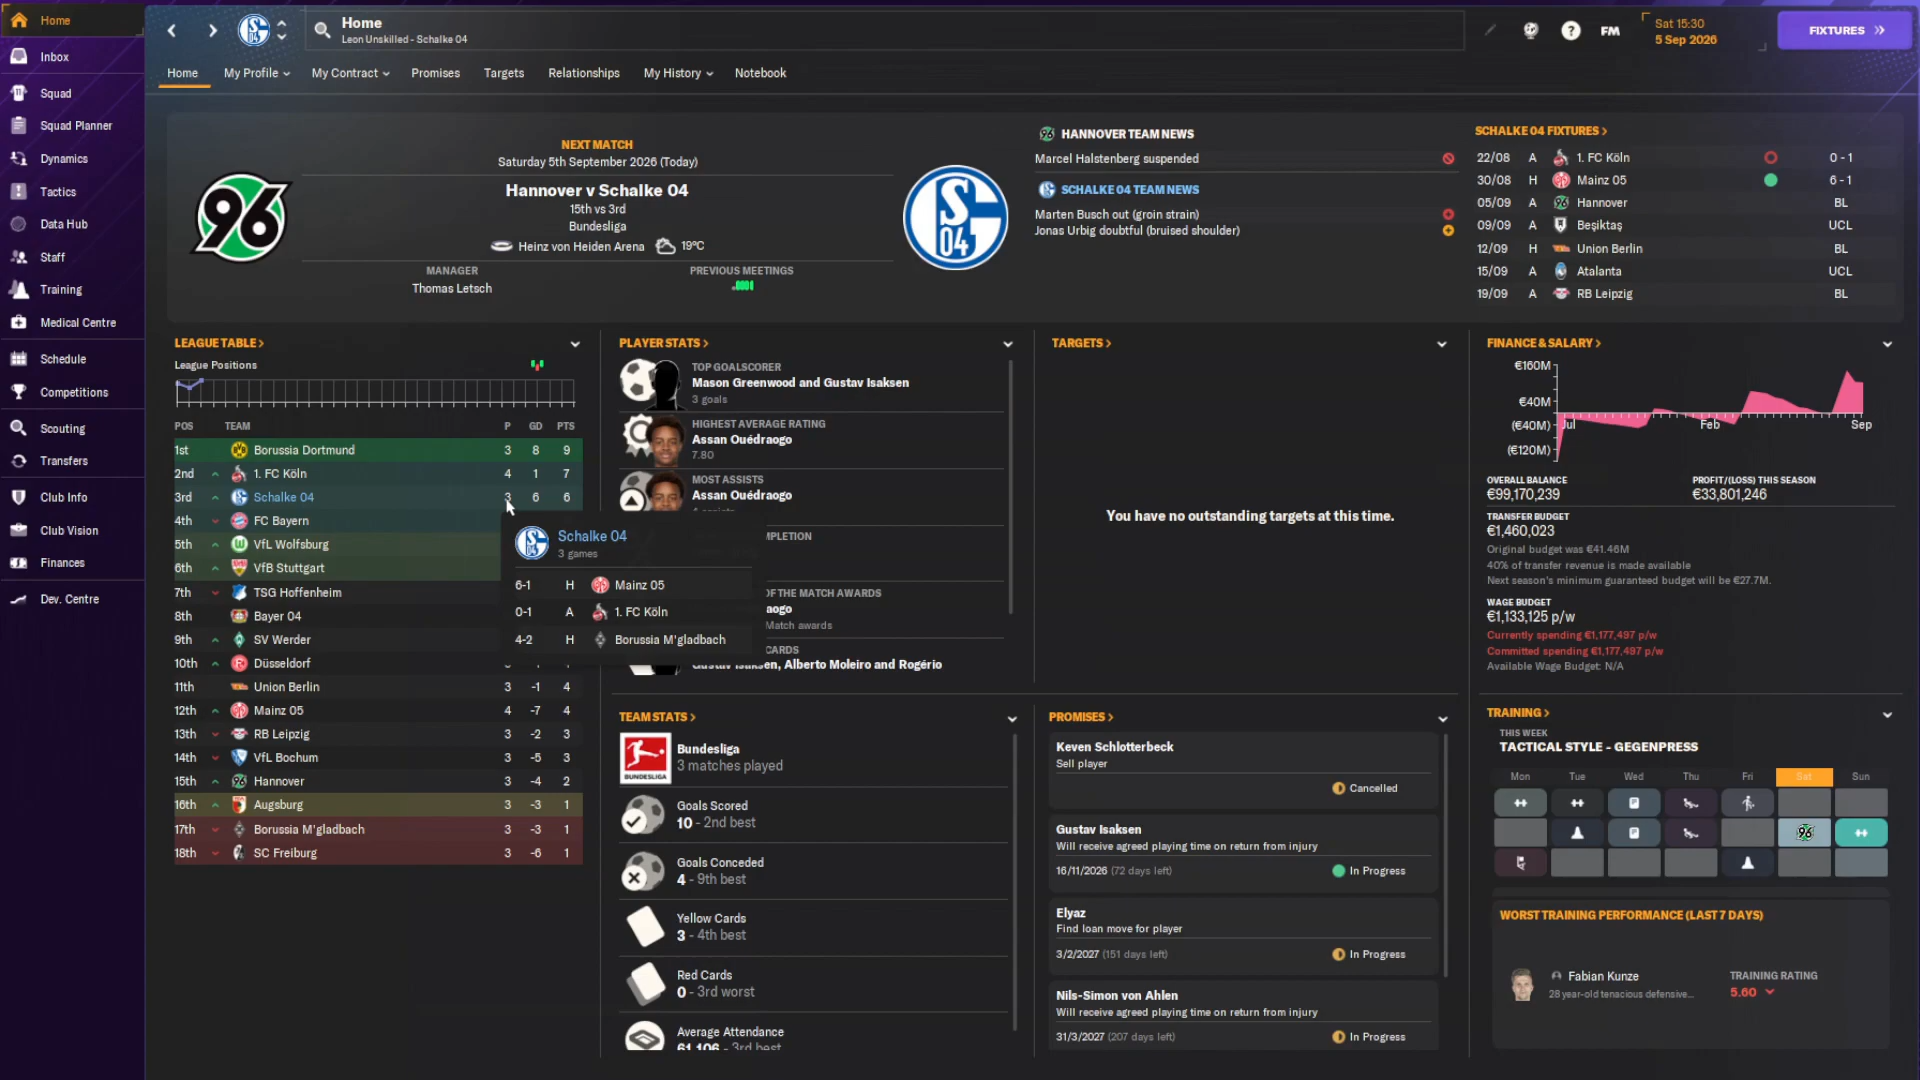 Home
Inbox
Squad
Squad Planner
Dynamics
Tactics
Data Hub
Staff
Training
Medical Centre
Schedule
Competitions
Scouting
Transfers
Club Info
Club Vision
Finances
Dev. Centre
Home
Leon Unskilled - Schalke 04
FM
Sat 15:30
5 Sep 2026
FIXTURES
Home My Profile My Contract Promises Targets Relationships My History Notebook
NEXT MATCH
Saturday 5th September 2026 (Today)
Hannover v Schalke 04
15th vs 3rd
Bundesliga
Heinz von Heiden Arena 19ºC
MANAGER
Thomas Letsch
PREVIOUS MEETINGS
HANNOVER TEAM NEWS
Marcel Halstenberg suspended
SCHALKE 04 TEAM NEWS
Marten Busch out (groin strain)
Jonas Urbig doubtful (bruised shoulder)
SCHALKE 04 FIXTURES >
22/08 A 1. FC Köln 0 - 1
30/08 H Mainz 05 6 - 1
05/09 A Hannover BL
09/09 A Beşiktaş UCL
12/09 H Union Berlin BL
15/09 A Atalanta UCL
19/09 A RB Leipzig BL
LEAGUE TABLE >
League Positions
POS TEAM P GD PTS
1st Borussia Dortmund 3 8 9
2nd 1. FC Köln 4 1 7
3rd Schalke 04 3 6 6
4th FC Bayern
5th VfL Wolfsburg
6th VfB Stuttgart
7th TSG Hoffenheim
8th Bayer 04
9th SV Werder
10th Düsseldorf
11th Union Berlin 3 -1 4
12th Mainz 05 4 -7 4
13th RB Leipzig 3 -2 3
14th VfL Bochum 3 -5 3
15th Hannover 3 -4 2
16th Augsburg 3 -3 1
17th Borussia M'gladbach 3 -3 1
18th SC Freiburg 3 -6 1
Schalke 04
3 games
6-1 H Mainz 05
0-1 A 1. FC Köln
4-2 H Borussia M'gladbach
PLAYER STATS >
TOP GOALSCORER
Mason Greenwood and Gustav Isaksen
3 goals
HIGHEST AVERAGE RATING
Assan Ouédraogo
7.80
MOST ASSISTS
Assan Ouédraogo
MPLETION
OF THE MATCH AWARDS
aogo
Match awards
CARDS
Gustav Isaksen, Alberto Moleiro and Rogério
TARGETS >
You have no outstanding targets at this time.
FINANCE & SALARY >
€160M
€40M
(€40M)
(€120M)
Jul Feb Sep
OVERALL BALANCE
€99,170,239
PROFIT/(LOSS) THIS SEASON
€33,801,246
TRANSFER BUDGET
€1,460,023
Original budget was €41.46M
40% of transfer revenue is made available
Next season's minimum guaranteed budget will be €27.7M.
WAGE BUDGET
€1,133,125 p/w
Currently spending €1,177,497 p/w
Committed spending €1,177,497 p/w
Available Wage Budget: N/A
TEAM STATS >
BUNDESLIGA
Bundesliga
3 matches played
Goals Scored
10 - 2nd best
Goals Conceded
4 - 9th best
Yellow Cards
3 - 4th best
Red Cards
0 - 3rd worst
Average Attendance
61,106 - 3rd best
PROMISES >
Keven Schlotterbeck
Sell player
Cancelled
Gustav Isaksen
Will receive agreed playing time on return from injury
16/11/2026 (72 days left) In Progress
Elyaz
Find loan move for player
3/2/2027 (151 days left) In Progress
Nils-Simon von Ahlen
Will receive agreed playing time on return from injury
31/3/2027 (207 days left) In Progress
TRAINING >
THIS WEEK
TACTICAL STYLE - GEGENPRESS
Mon Tue Wed Thu Fri Sat Sun
WORST TRAINING PERFORMANCE (LAST 7 DAYS)
Fabian Kunze
28 year-old tenacious defensive...
TRAINING RATING
5.60